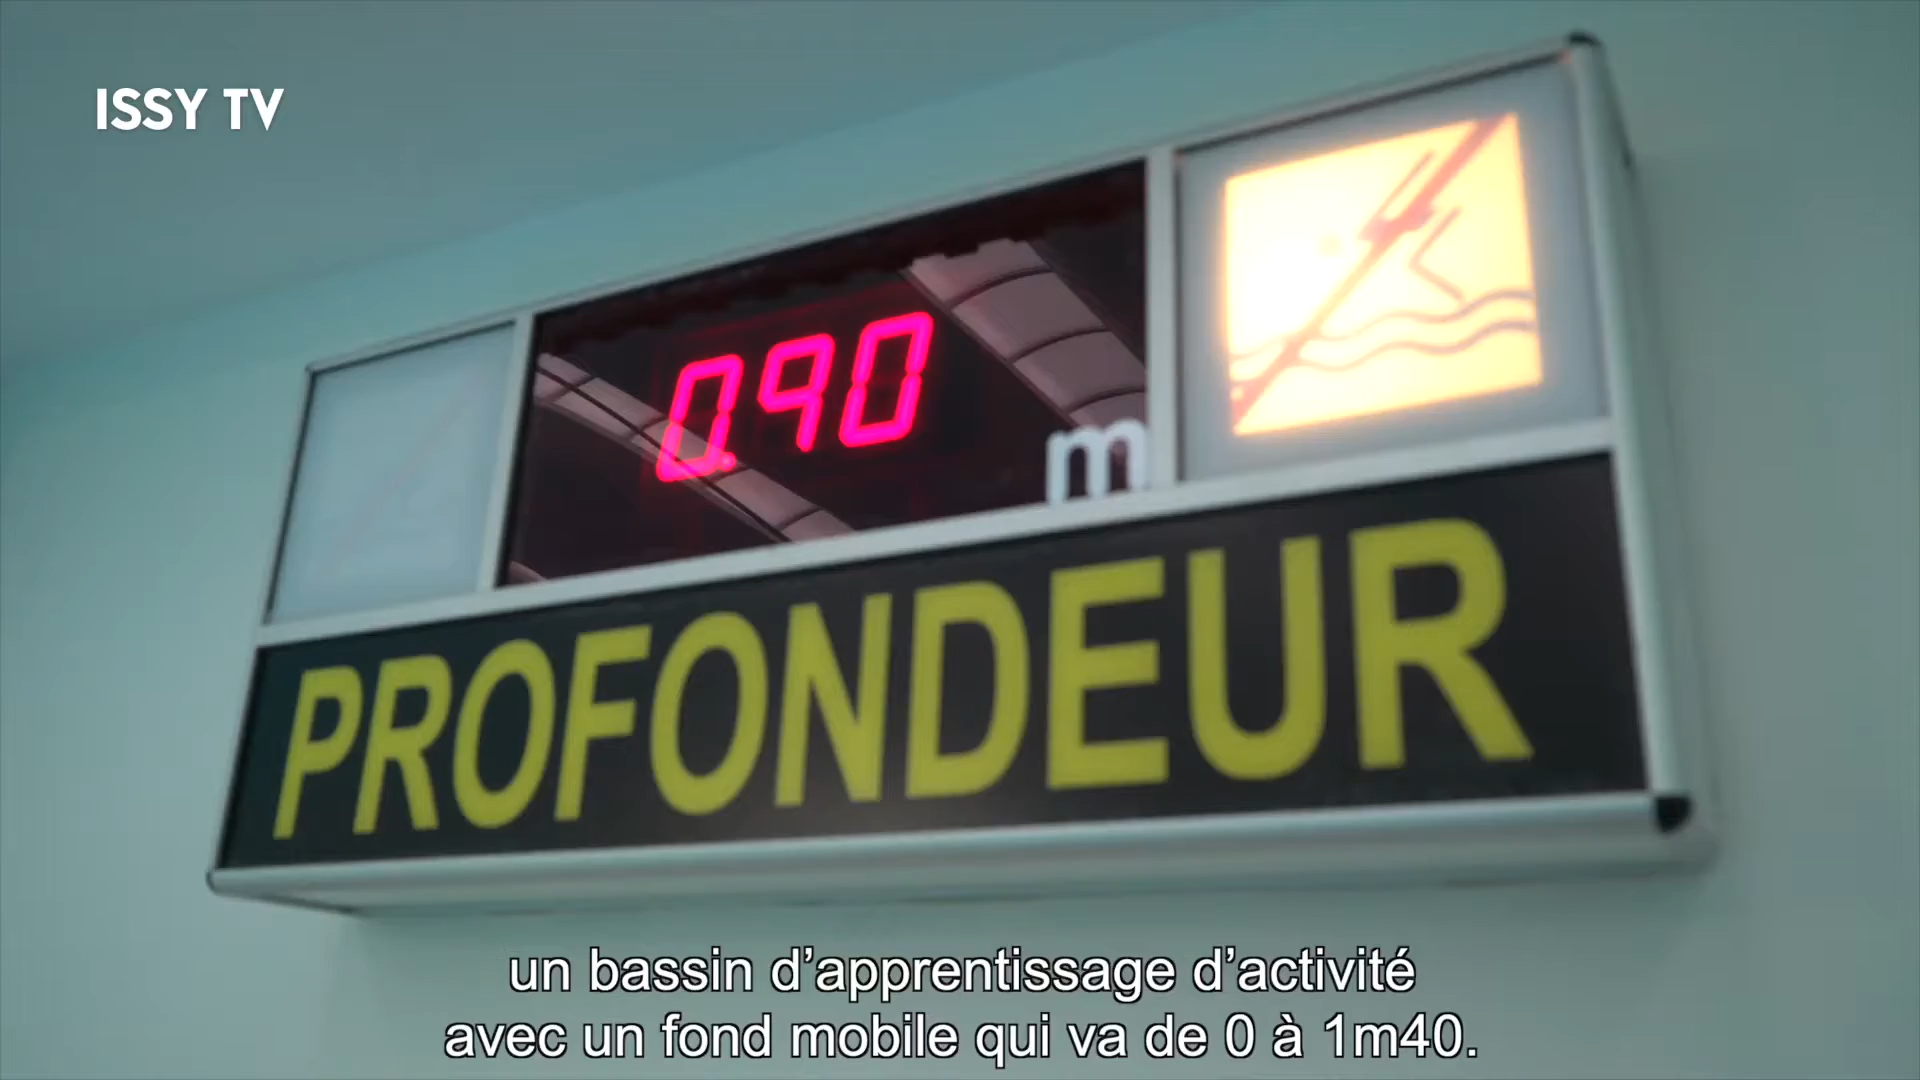 ISSY TV
0.90
m
PROFONDEUR
un bassin d’apprentissage d’activité
avec un fond mobile qui va de 0 à 1m40.